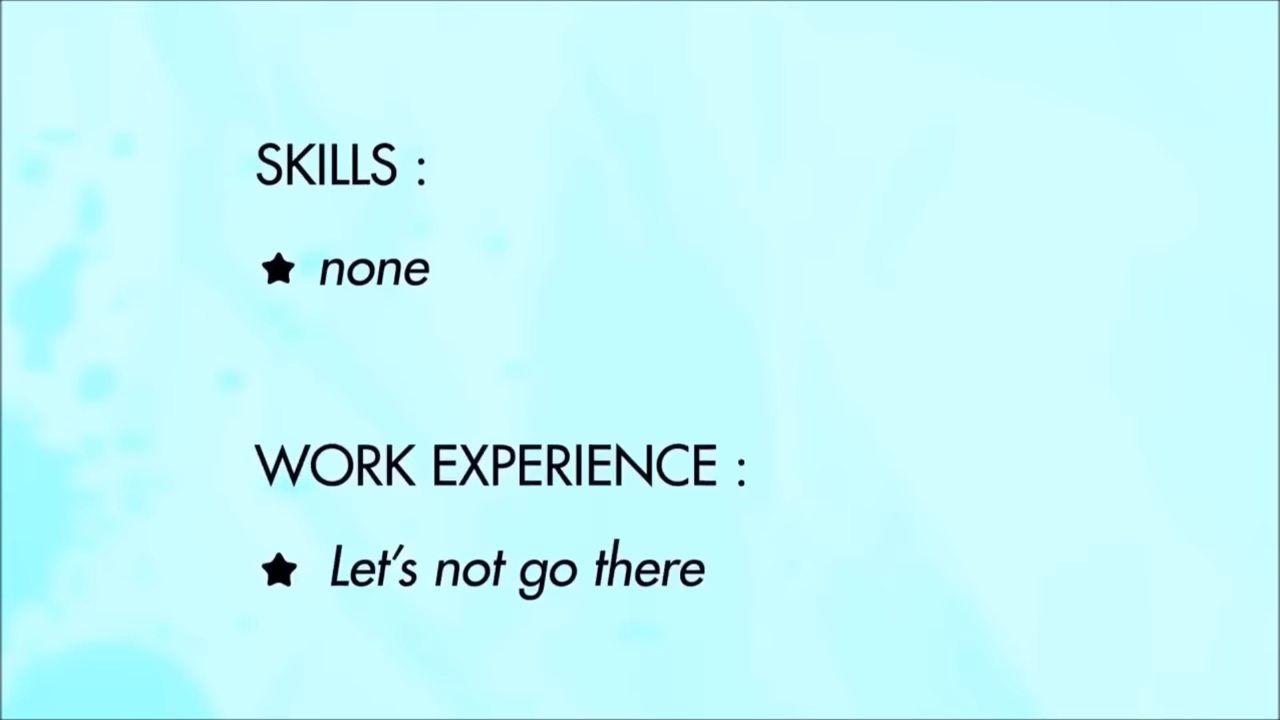 SKILLS :
★ none
WORK EXPERIENCE :
★ Let's not go there